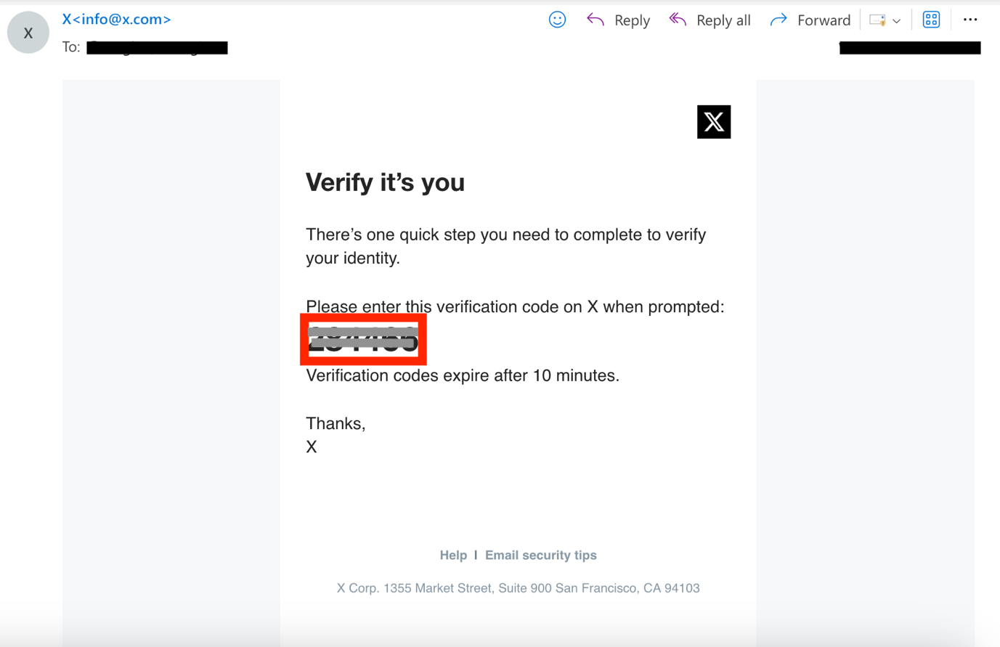 X
X<info@x.com>
Reply
Reply all
Forward
To:
X
Verify it’s you
There’s one quick step you need to complete to verify
your identity.
Please enter this verification code on X when prompted:
Verification codes expire after 10 minutes.
Thanks,
X
Help | Email security tips
X Corp. 1355 Market Street, Suite 900 San Francisco, CA 94103